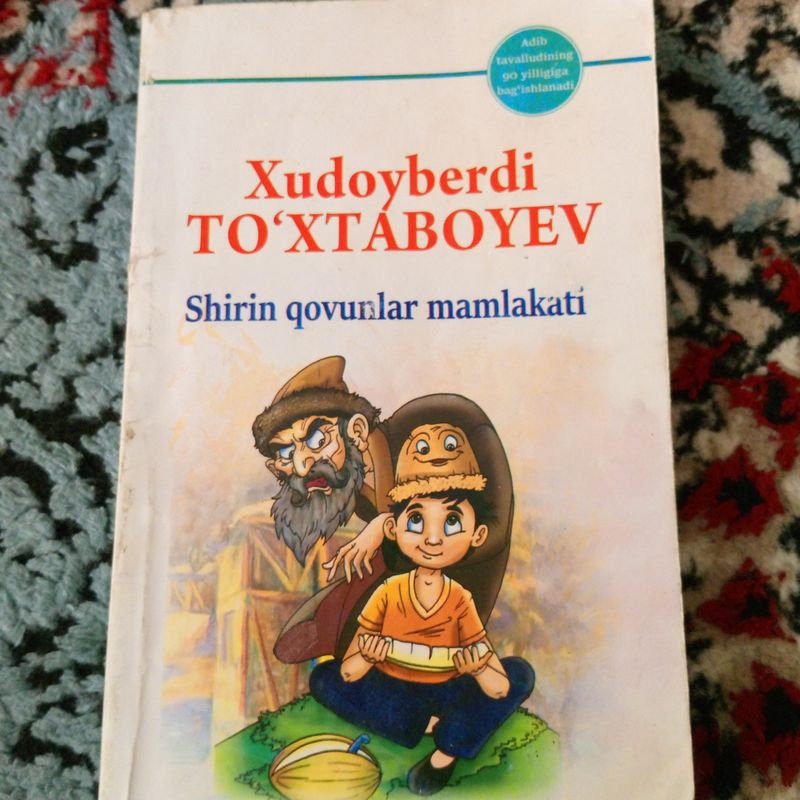 Adib
tavalludining
90 yilligiga
bag‘ishlanadi
Xudoyberdi
TO‘XTABOYEV
Shirin qovunlar mamlakati